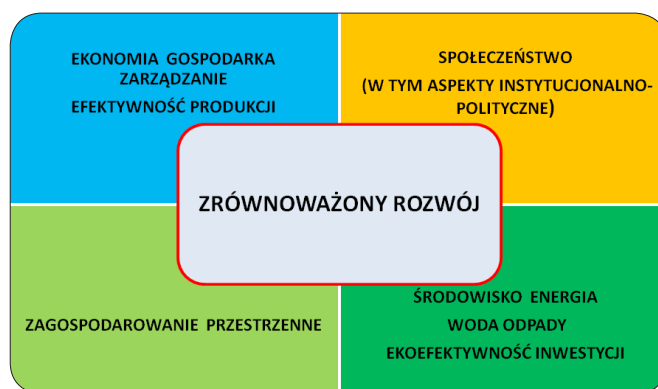 EKONOMIA GOSPODARKA
ZARZĄDZANIE
EFEKTYWNOŚĆ PRODUKCJI
SPOŁECZEŃSTWO
(W TYM ASPEKTY INSTYTUCJONALNO-
POLITYCZNE)
ZRÓWNOWAŻONY ROZWÓJ
ZAGOSPODAROWANIE PRZESTRZENNE
ŚRODOWISKO ENERGIA
WODA ODPADY
EKOEFEKTYWNOŚĆ INWESTYCJI